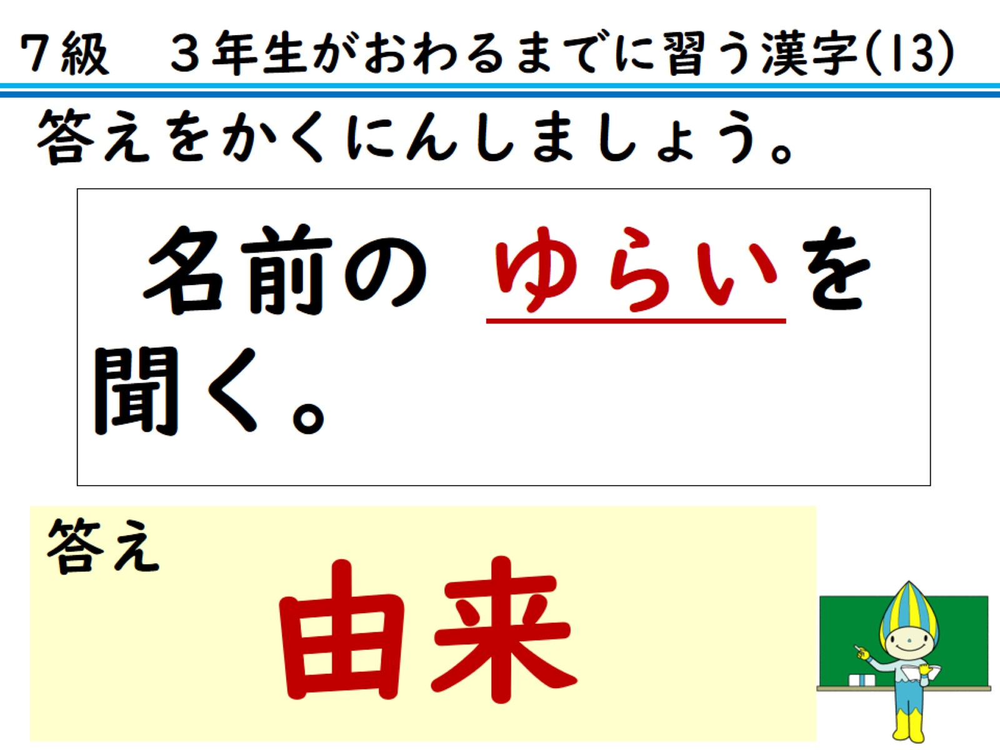 ７級　３年生がおわるまでに習う漢字(13)
答えをかくにんしましょう。
名前の ゆらいを
聞く。
答え
由来